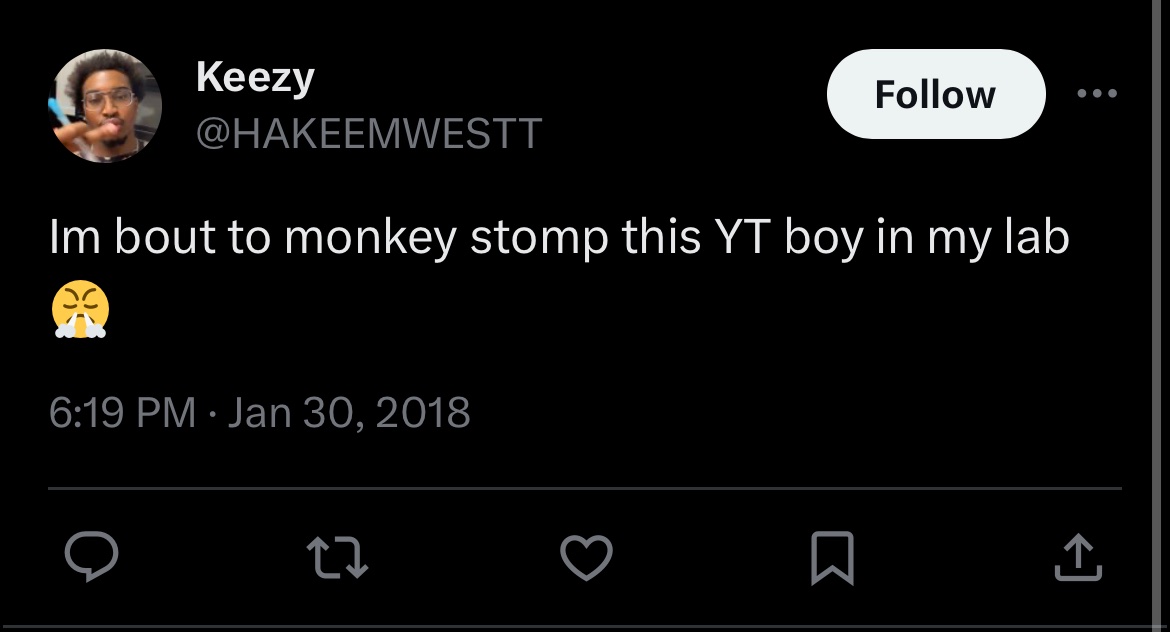 Keezy
@HAKEEMWESTT
Follow
Im bout to monkey stomp this YT boy in my lab
😤
6:19 PM · Jan 30, 2018